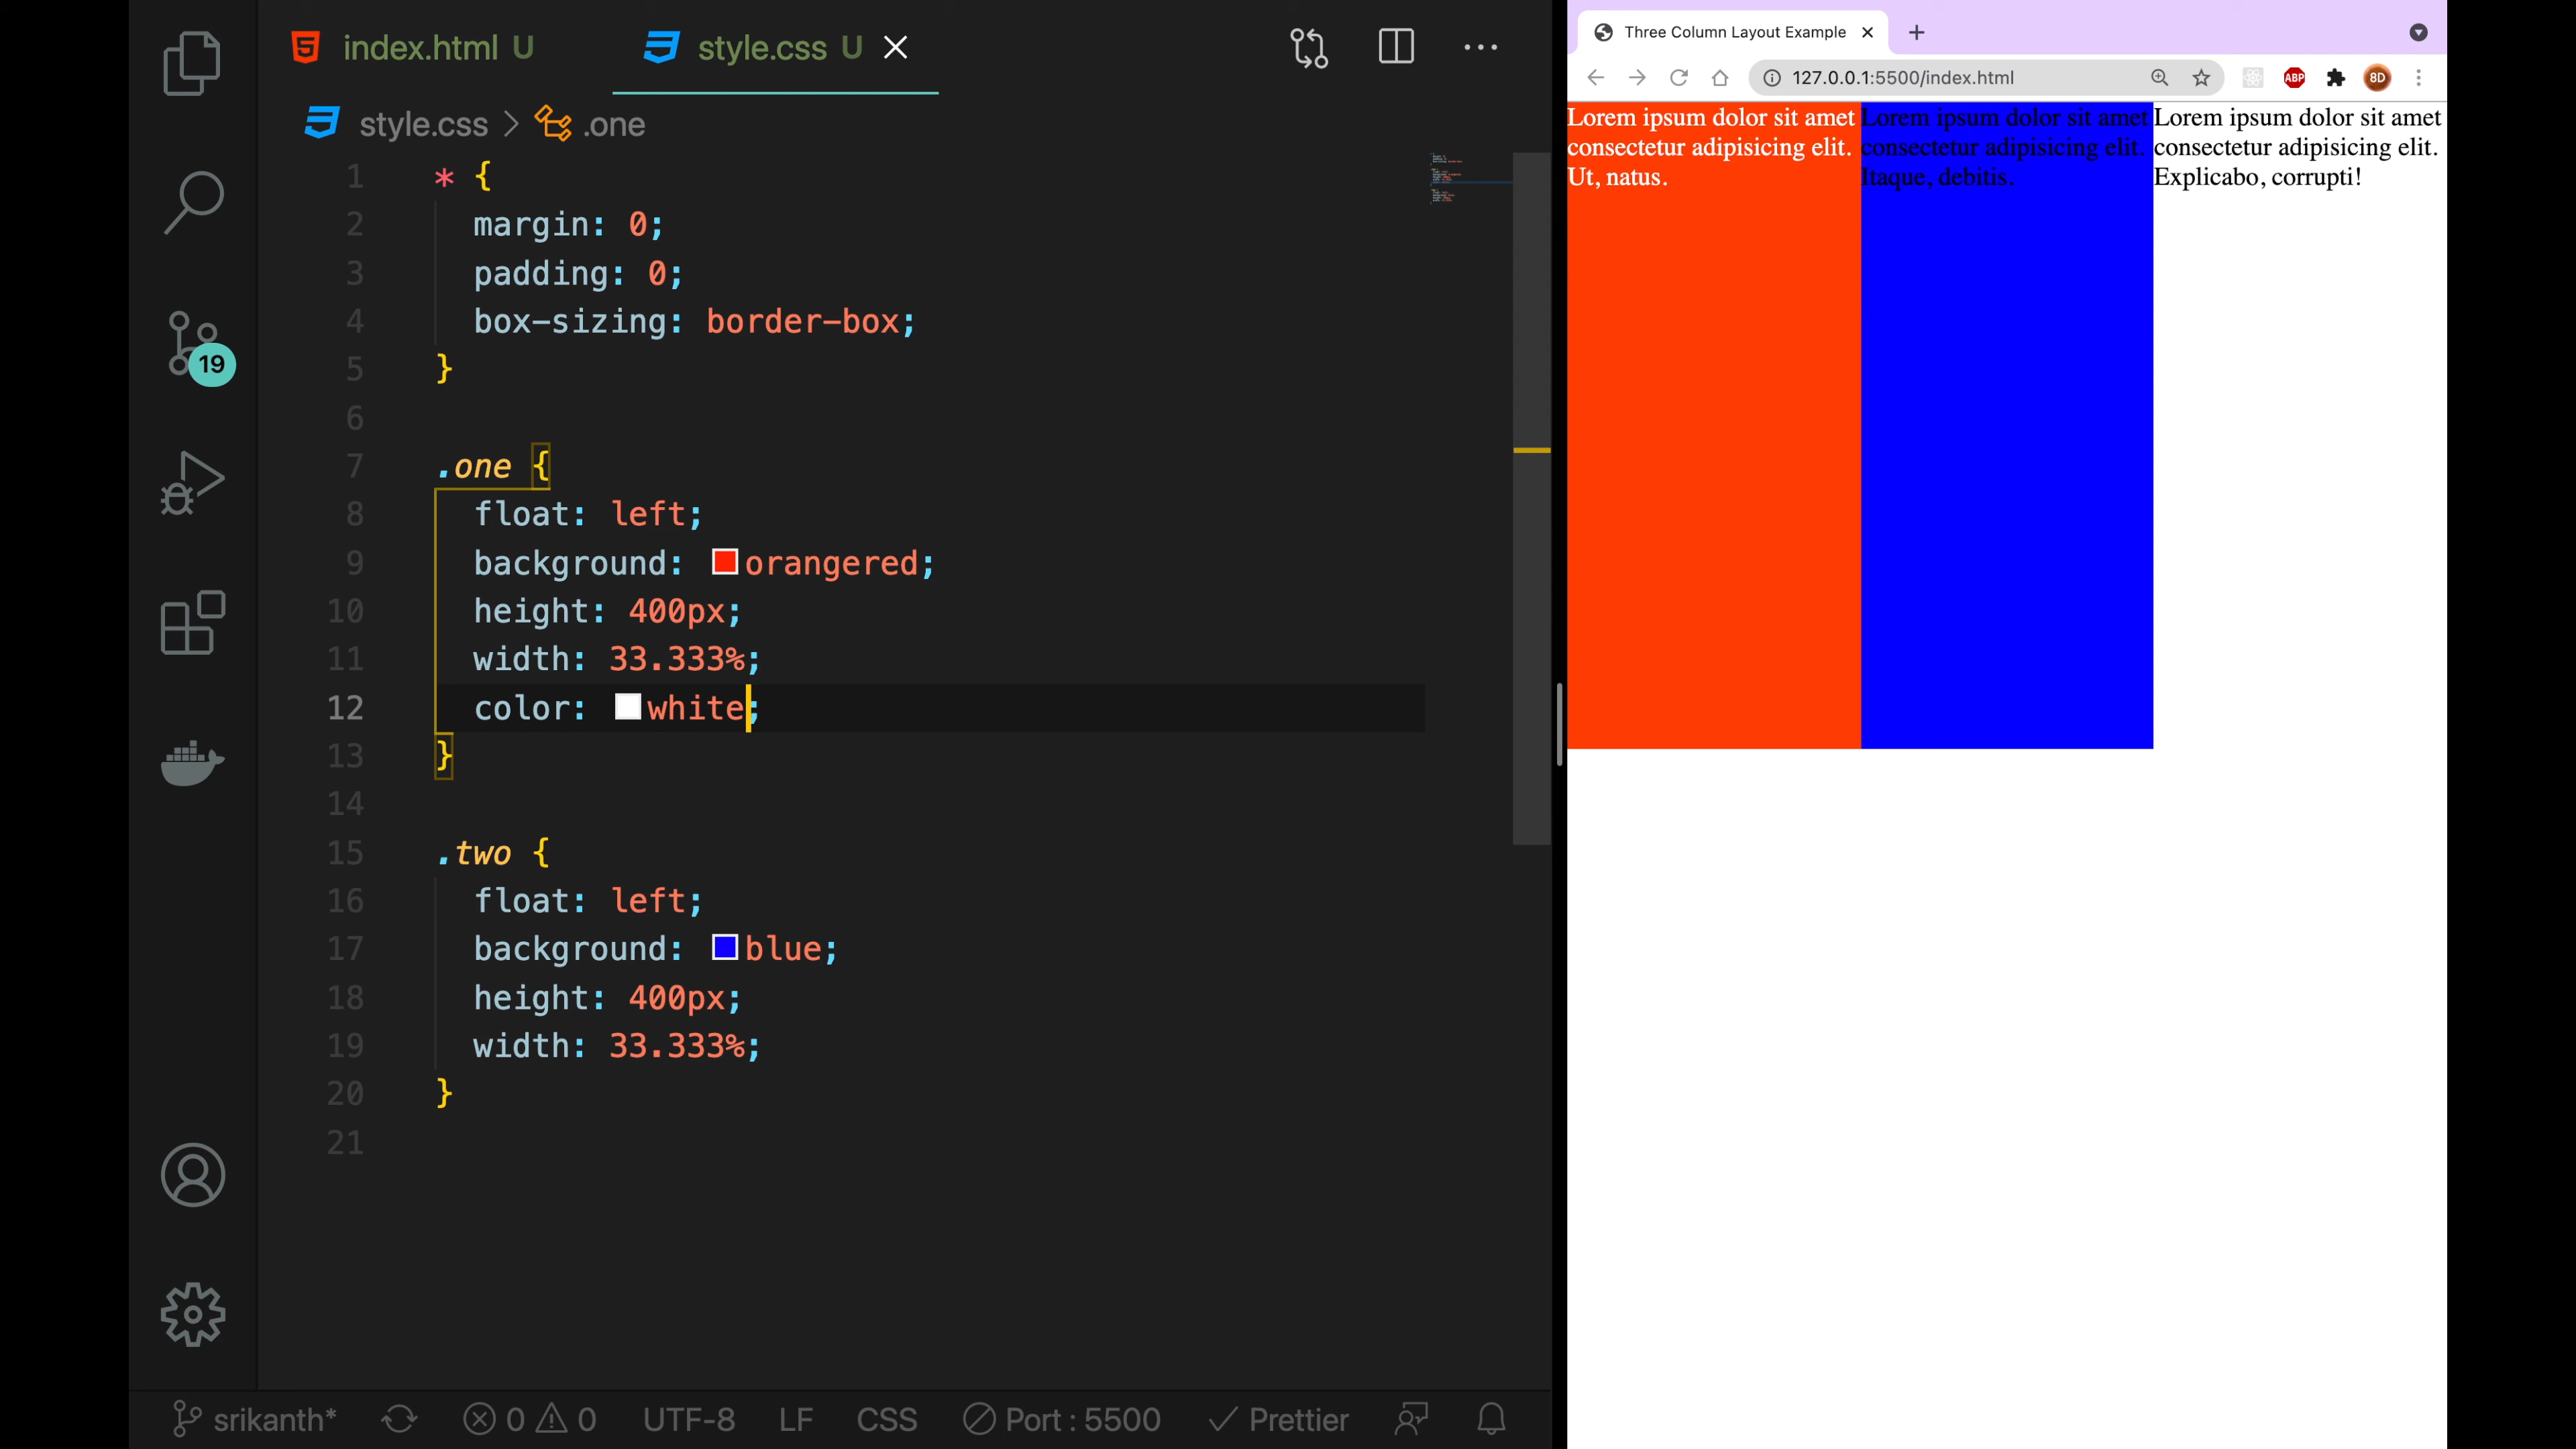 index.html U style.css U
style.css > .one
1 * {
2 margin: 0;
3 padding: 0;
4 box-sizing: border-box;
5 }
6
7 .one {
8 float: left;
9 background: orangered;
10 height: 400px;
11 width: 33.333%;
12 color: white;
13 }
14
15 .two {
16 float: left;
17 background: blue;
18 height: 400px;
19 width: 33.333%;
20 }
21
19
srikanth* 0 0 UTF-8 LF CSS Port : 5500 Prettier
Three Column Layout Example
127.0.0.1:5500/index.html ABP 8D
Lorem ipsum dolor sit amet
consectetur adipisicing elit.
Ut, natus.
Lorem ipsum dolor sit amet
consectetur adipisicing elit.
Itaque, debitis.
Lorem ipsum dolor sit amet
consectetur adipisicing elit.
Explicabo, corrupti!